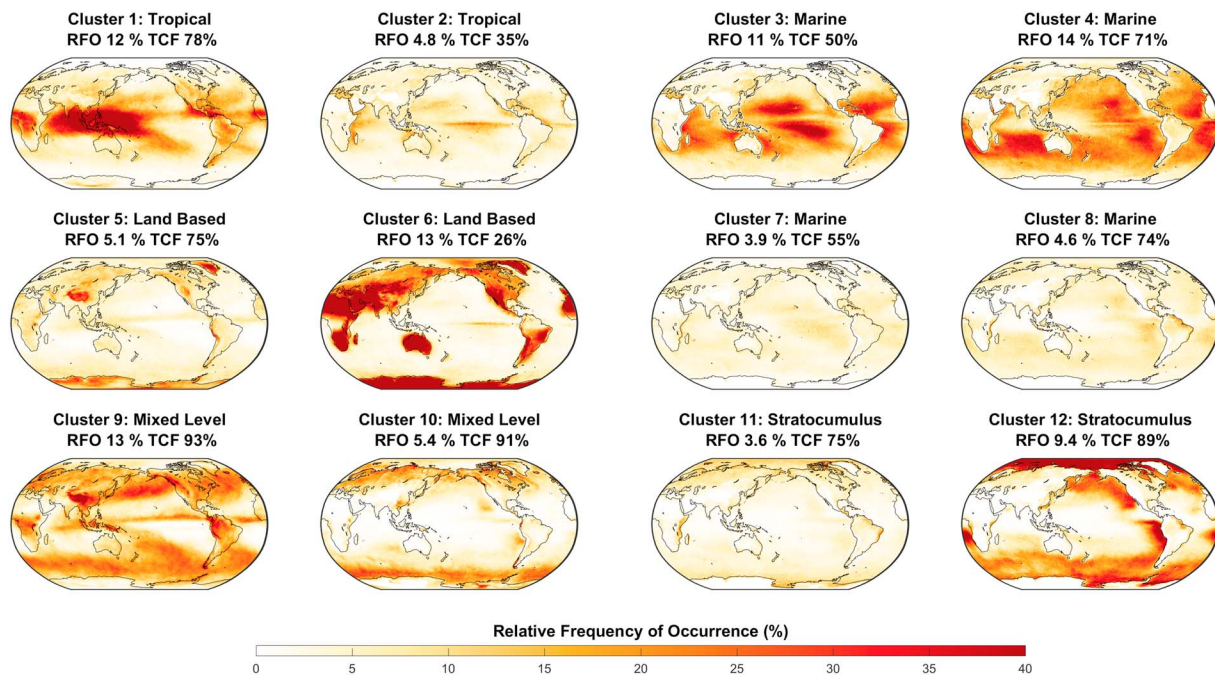 Cluster 1: Tropical
RFO 12 % TCF 78%
Cluster 2: Tropical
RFO 4.8 % TCF 35%
Cluster 3: Marine
RFO 11 % TCF 50%
Cluster 4: Marine
RFO 14 % TCF 71%
Cluster 5: Land Based
RFO 5.1 % TCF 75%
Cluster 6: Land Based
RFO 13 % TCF 26%
Cluster 7: Marine
RFO 3.9 % TCF 55%
Cluster 8: Marine
RFO 4.6 % TCF 74%
Cluster 9: Mixed Level
RFO 13 % TCF 93%
Cluster 10: Mixed Level
RFO 5.4 % TCF 91%
Cluster 11: Stratocumulus
RFO 3.6 % TCF 75%
Cluster 12: Stratocumulus
RFO 9.4 % TCF 89%
Relative Frequency of Occurrence (%)
0 5 10 15 20 25 30 35 40